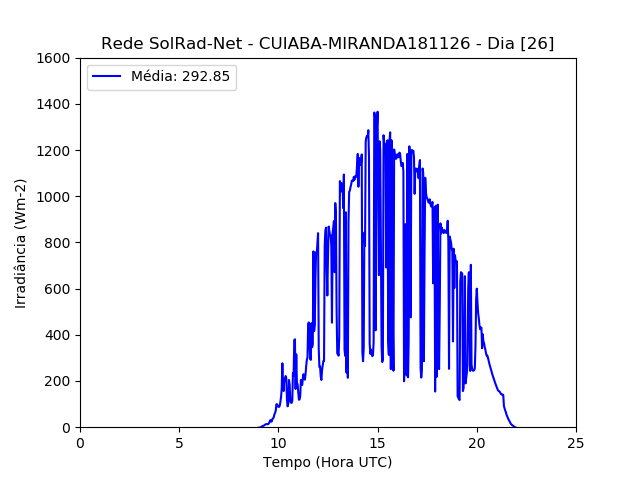 Rede SolRad-Net - CUIABA-MIRANDA181126 - Dia [26]
Média: 292.85
Irradiância (Wm-2)
1600
1400
1200
1000
800
600
400
200
0
0 5 10 15 20 25
Tempo (Hora UTC)